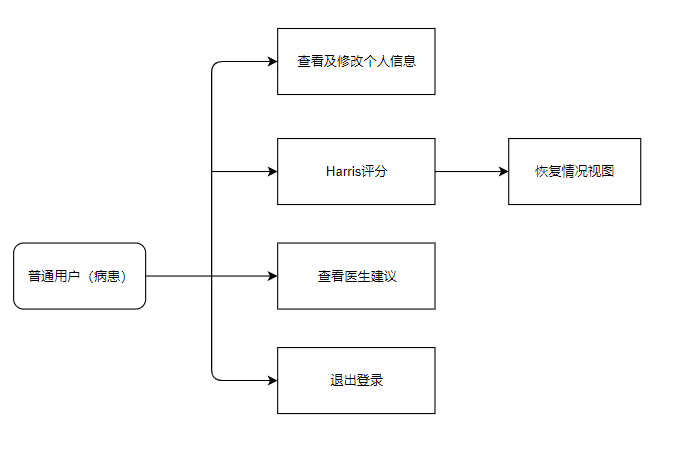 查看及修改个人信息
Harris评分
恢复情况视图
普通用户（病患）
查看医生建议
退出登录